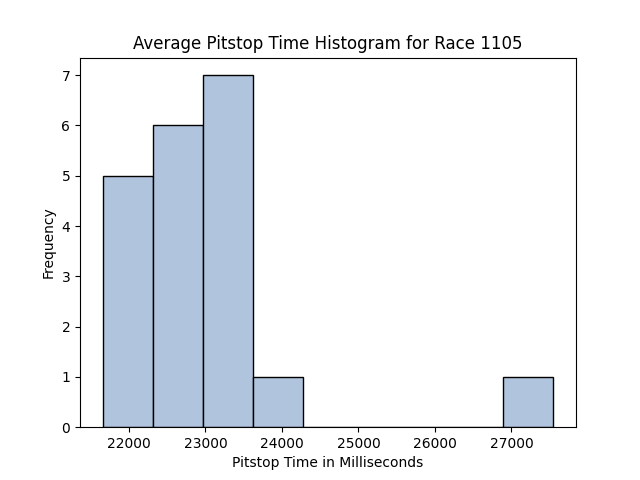 Average Pitstop Time Histogram for Race 1105
7
6
5
4
3
2
1
0
Frequency
22000 23000 24000 25000 26000 27000
Pitstop Time in Milliseconds